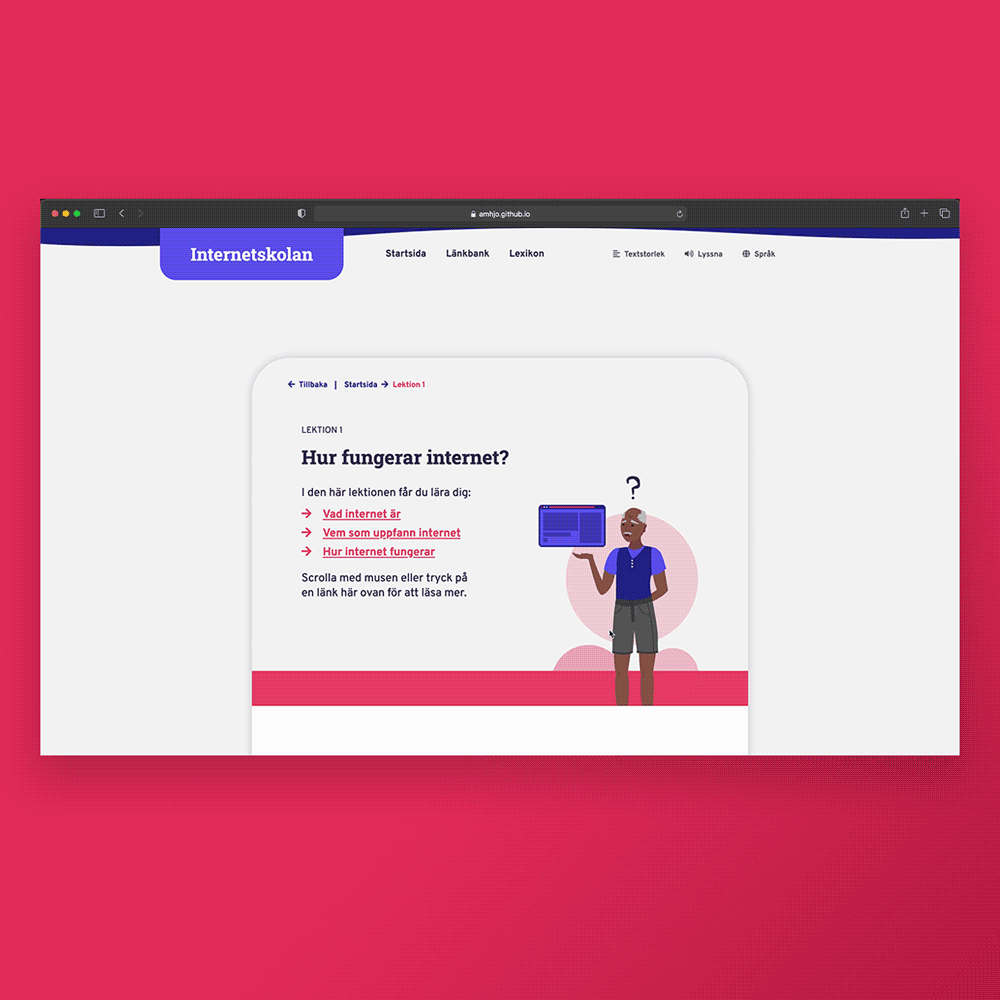 amhjo.github.io
Internetskolan
Startsida Länkbank Lexikon
Textstorlek Lyssna Språk
Tillbaka | Startsida Lektion 1
LEKTION 1
Hur fungerar internet?
I den här lektionen får du lära dig:
Vad internet är
Vem som uppfann internet
Hur internet fungerar
Scrolla med musen eller tryck på
en länk här ovan för att läsa mer.
?